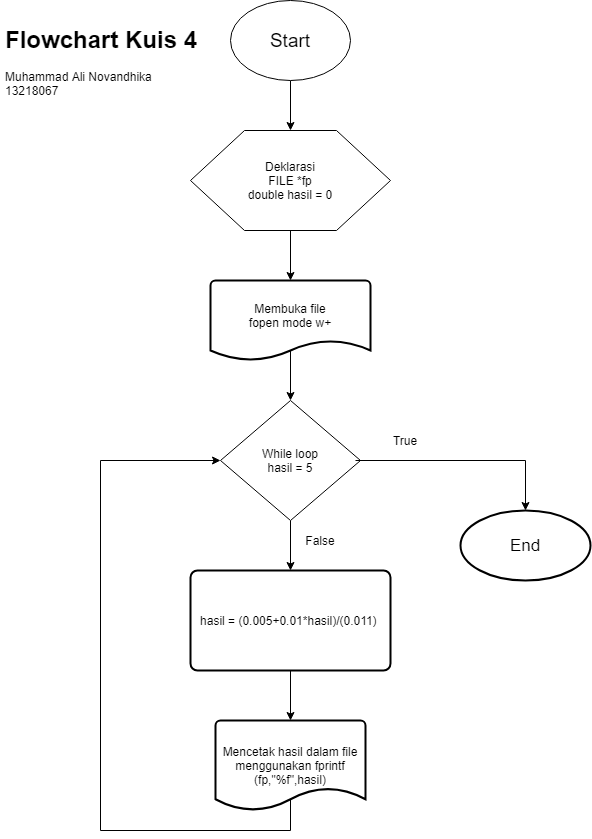 Flowchart Kuis 4
Muhammad Ali Novandhika
13218067
Start
Deklarasi
FILE *fp
double hasil = 0
Membuka file
fopen mode w+
While loop
hasil = 5
True
End
False
hasil = (0.005+0.01*hasil)/(0.011)
Mencetak hasil dalam file
menggunakan fprintf
(fp,"%f",hasil)